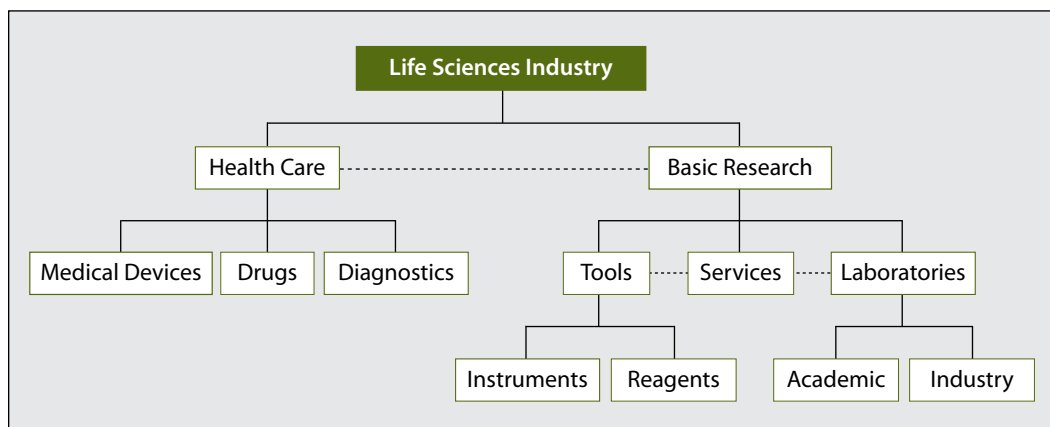 Life Sciences Industry
Health Care
Basic Research
Medical Devices
Drugs
Diagnostics
Tools
Services
Laboratories
Instruments
Reagents
Academic
Industry